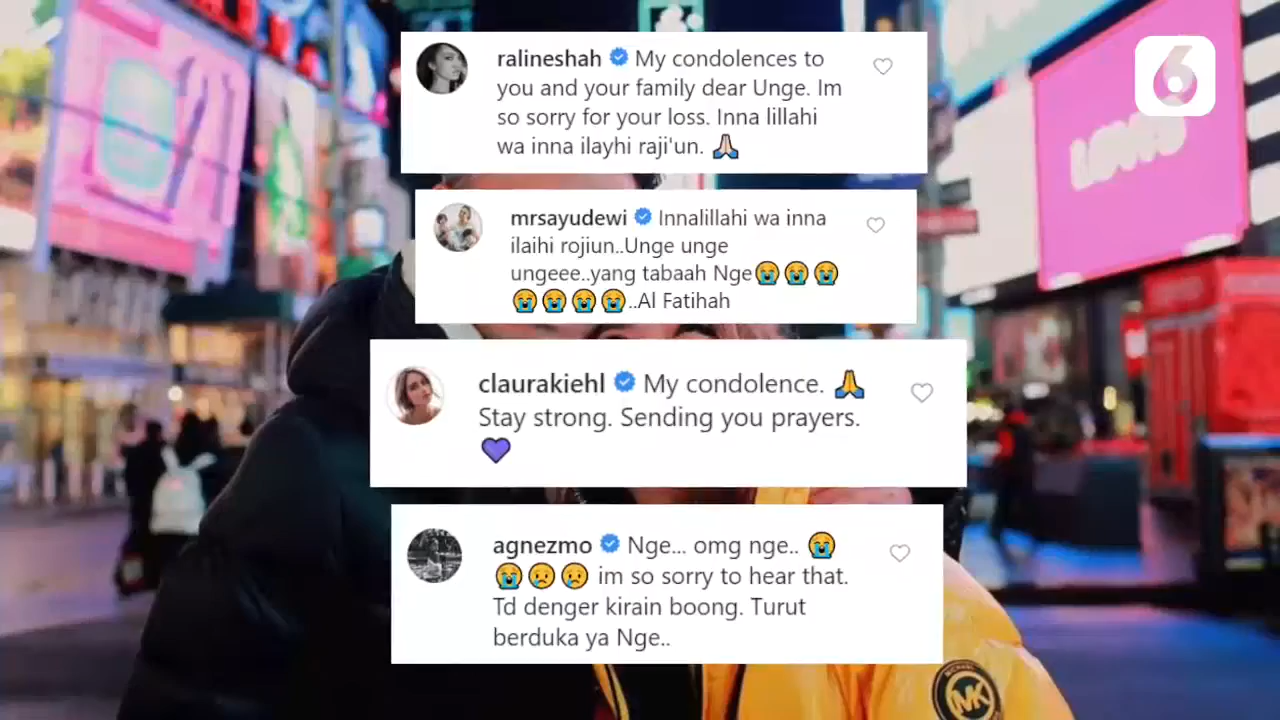 6
ralineshah My condolences to
you and your family dear Unge. Im
so sorry for your loss. Inna lillahi
wa inna ilayhi raji'un. 🙏🏻
mrsayudewi Innalillahi wa inna
ilaihi rojiun..Unge unge
ungeee..yang tabaah Nge😭😭😭
😭😭😭😭..Al Fatihah
claurakiehl My condolence. 🙏
Stay strong. Sending you prayers.
💜
agnezmo Nge... omg nge.. 😭
😭😢😢 im so sorry to hear that.
Td denger kirain boong. Turut
berduka ya Nge..
MK